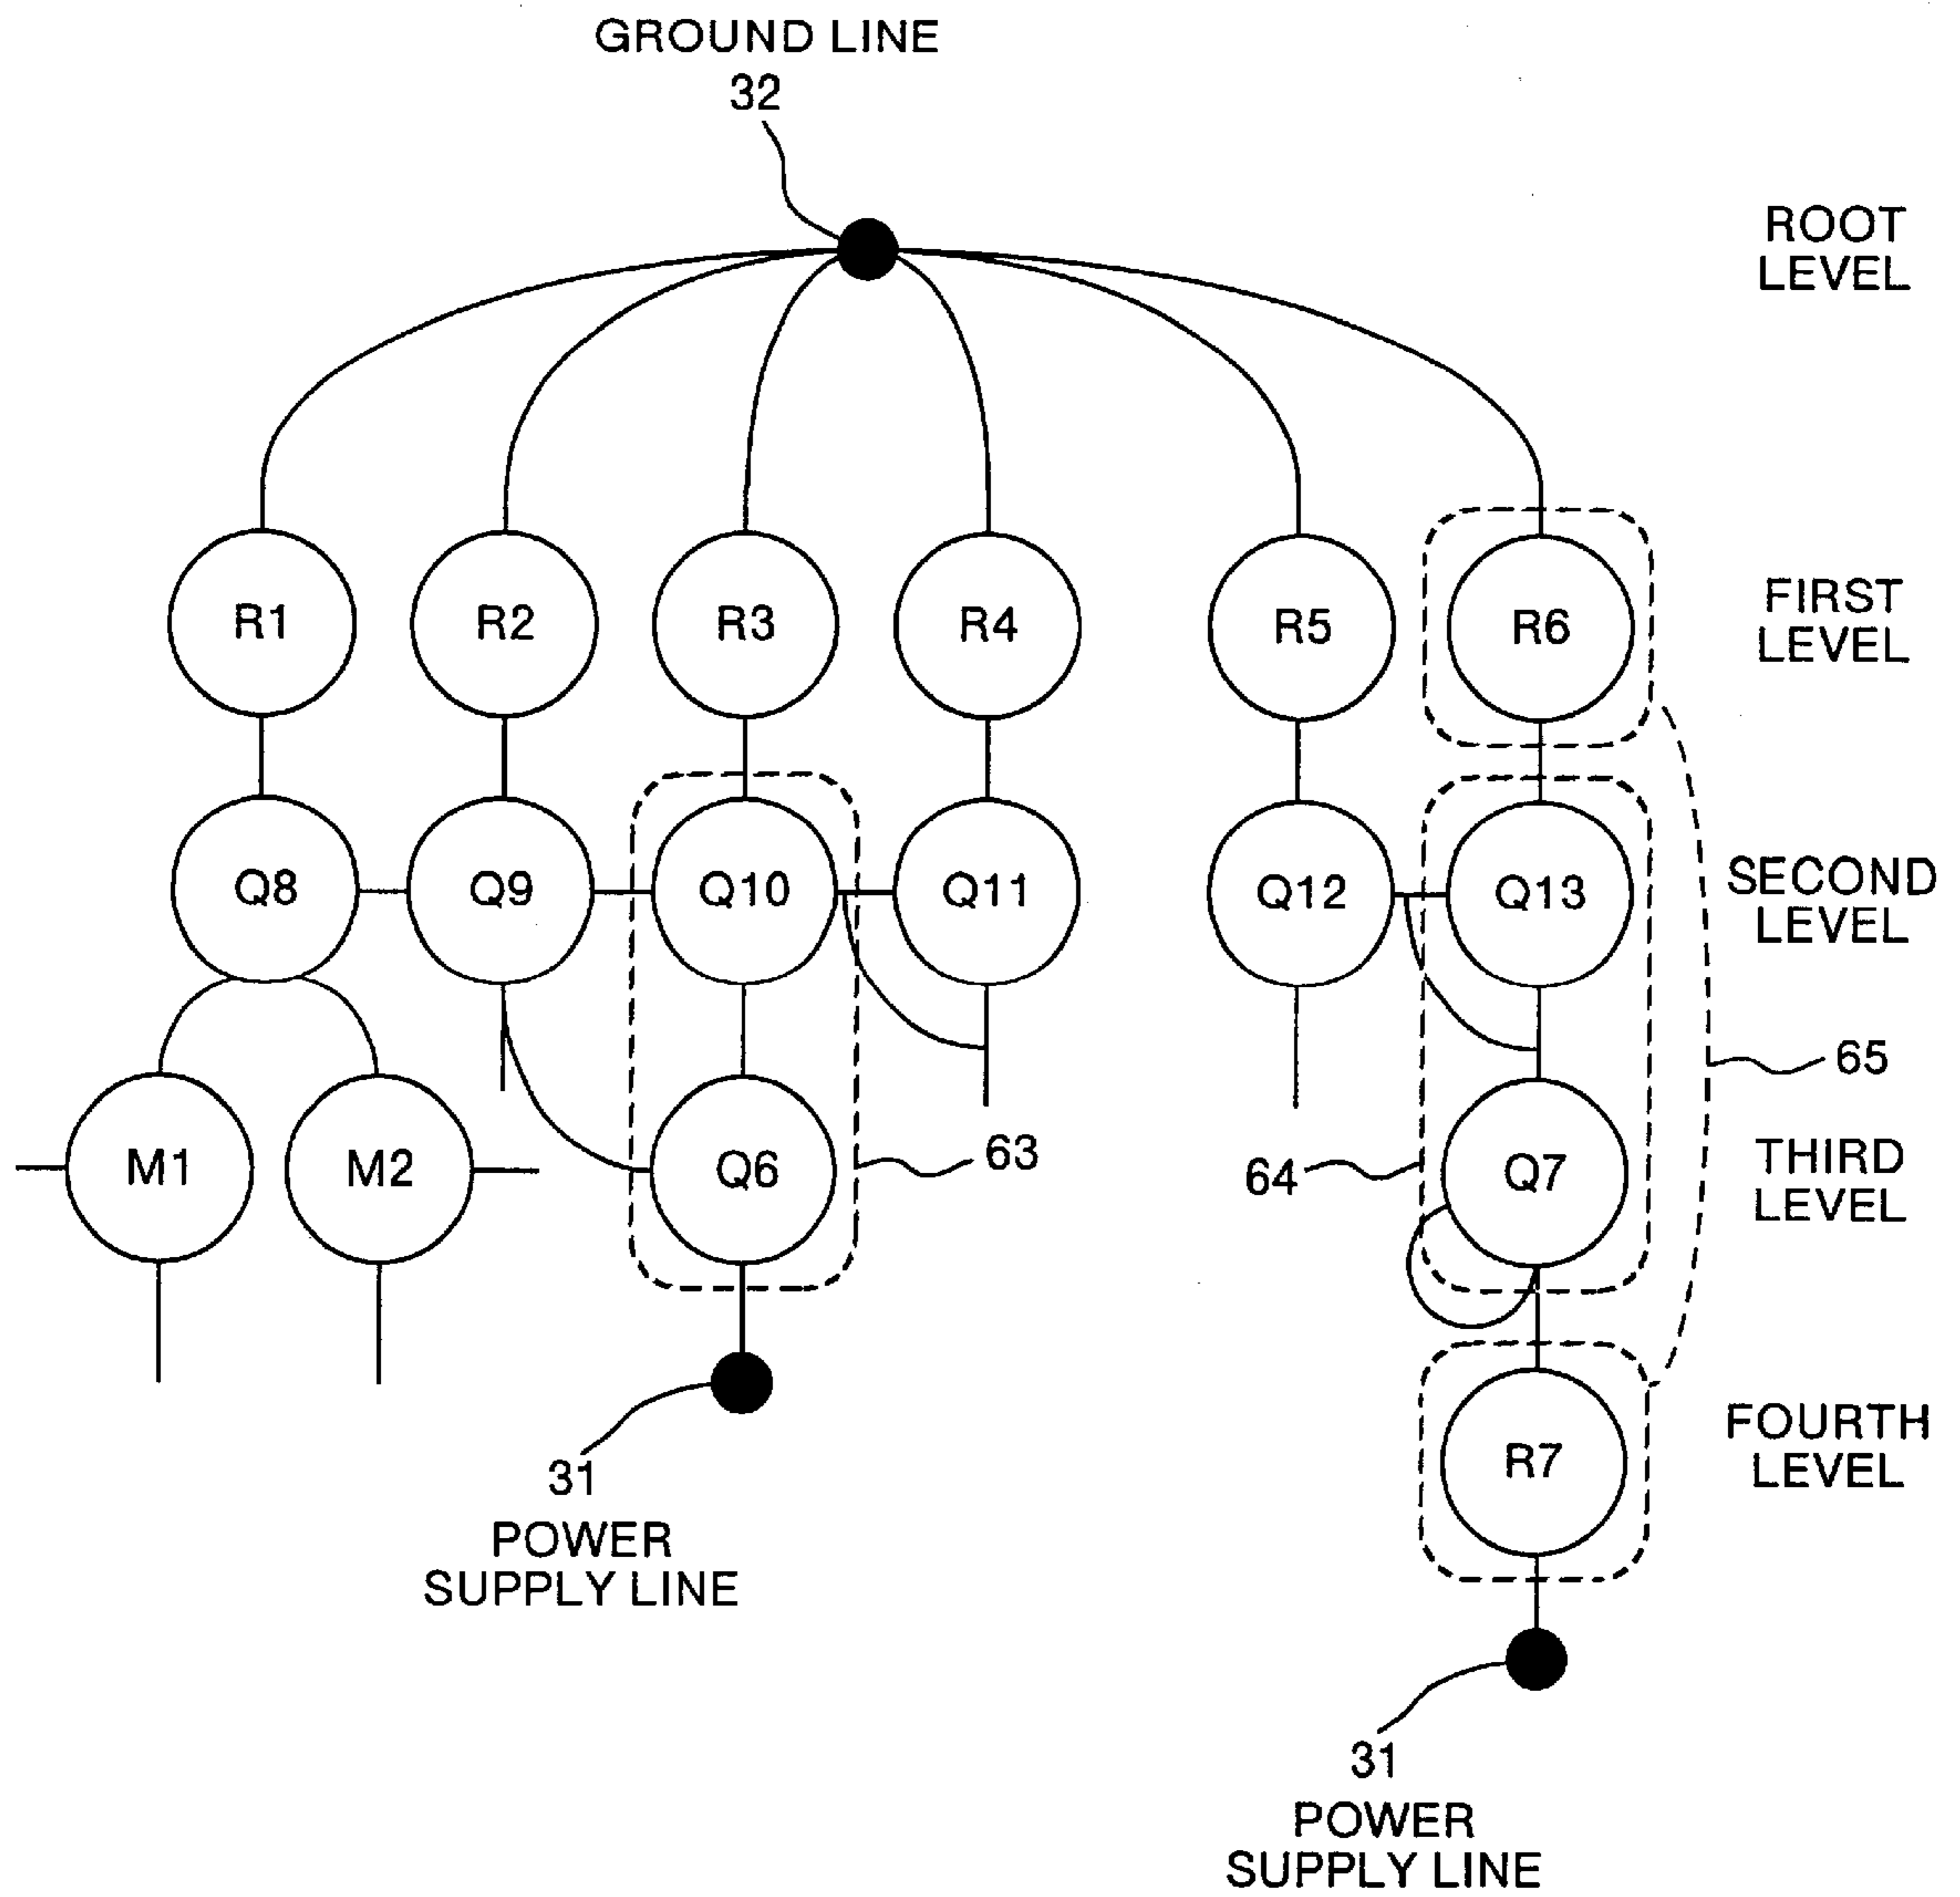 GROUND LINE
32
ROOT
LEVEL
R1 R2 R3 R4 R5 R6
FIRST
LEVEL
Q8 Q9 Q10 Q11 Q12 Q13
SECOND
LEVEL
65
M1 M2 Q6 63 64 Q7
THIRD
LEVEL
31
POWER
SUPPLY LINE
R7
FOURTH
LEVEL
31
POWER
SUPPLY LINE